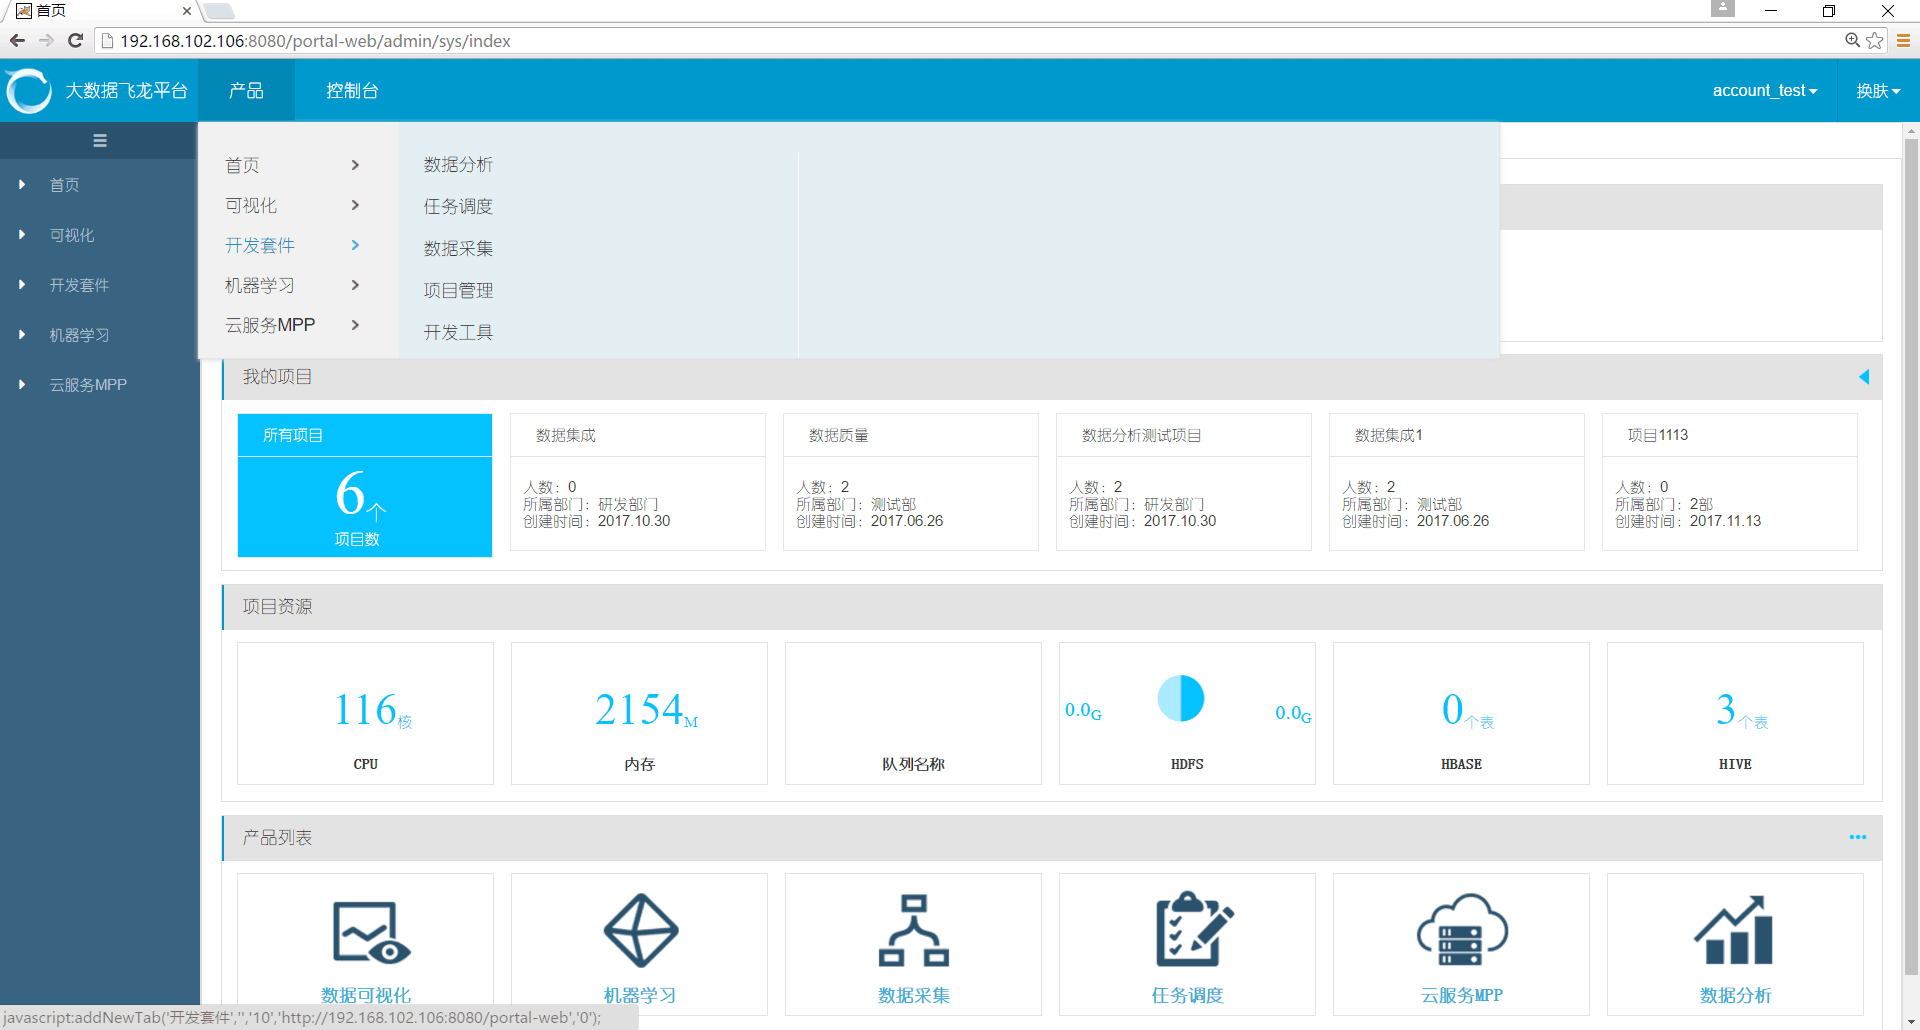 首页
192.168.102.106:8080/portal-web/admin/sys/index
大数据飞龙平台
产品
控制台
account_test
换肤
首页
可视化
开发套件
机器学习
云服务MPP
首页
可视化
开发套件
机器学习
云服务MPP
数据分析
任务调度
数据采集
项目管理
开发工具
我的项目
所有项目
6个
项目数
数据集成
人数：0
所属部门：研发部门
创建时间：2017.10.30
数据质量
人数：2
所属部门：测试部
创建时间：2017.06.26
数据分析测试项目
人数：2
所属部门：研发部门
创建时间：2017.10.30
数据集成1
人数：2
所属部门：测试部
创建时间：2017.06.26
项目1113
人数：0
所属部门：2部
创建时间：2017.11.13
项目资源
116核
CPU
2154M
内存
队列名称
0.0G
0.0G
HDFS
0个表
HBASE
3个表
HIVE
产品列表
数据可视化
机器学习
数据采集
任务调度
云服务MPP
数据分析
javascript:addNewTab('开发套件','','10','http://192.168.102.106:8080/portal-web','0');